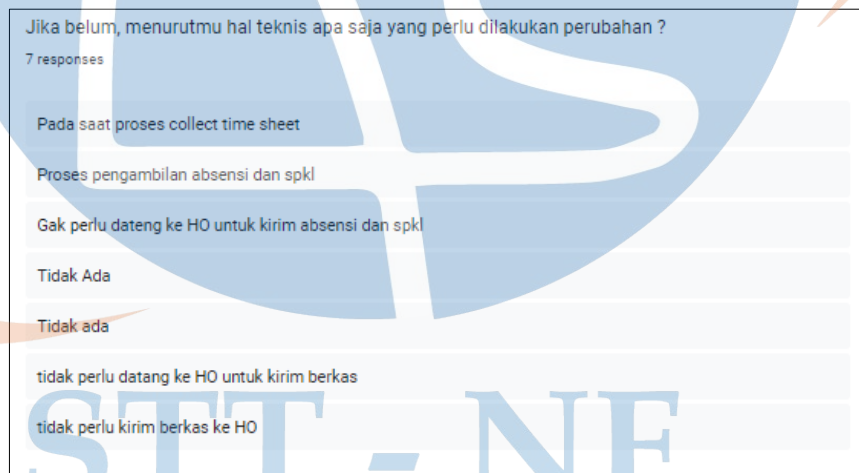 Jika belum, menurutmu hal teknis apa saja yang perlu dilakukan perubahan ?
7 responses
Pada saat proses collect time sheet
Proses pengambilan absensi dan spkl
Gak perlu dateng ke HO untuk kirim absensi dan spkl
Tidak Ada
Tidak ada
tidak perlu datang ke HO untuk kirim berkas
tidak perlu kirim berkas ke HO
STT - NF